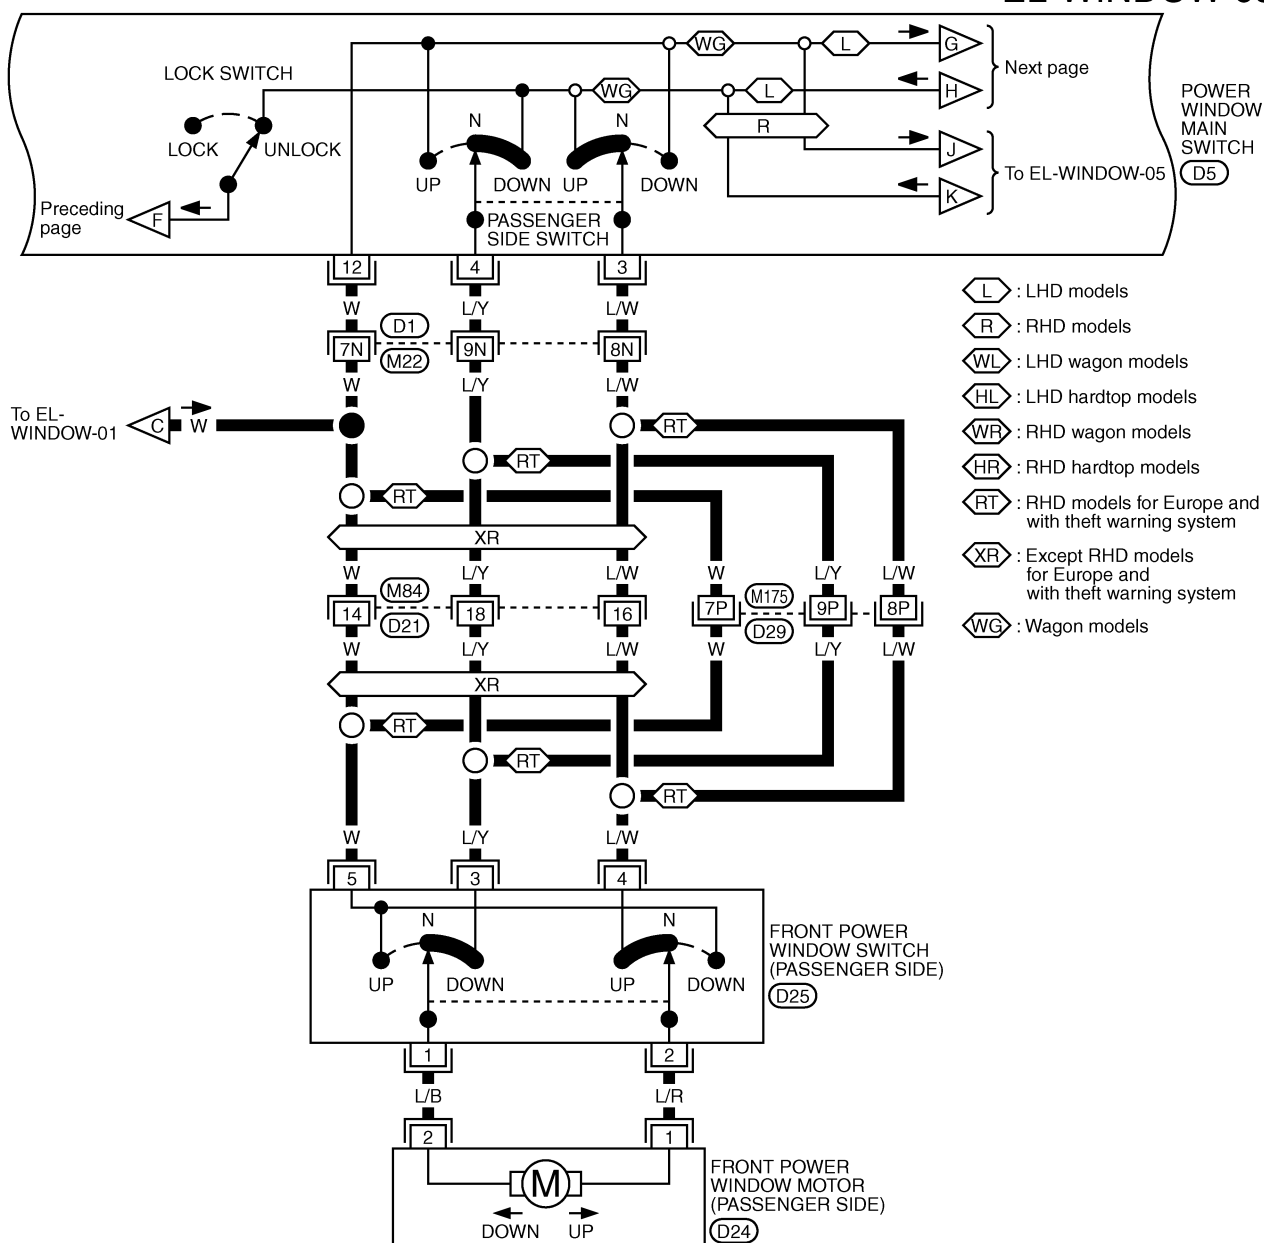 WG
L
G
LOCK SWITCH
Next page
WG
L
H
POWER
WINDOW
MAIN
SWITCH
D5
N
N
R
LOCK
UNLOCK
J
UP
DOWN
UP
DOWN
To EL-WINDOW-05
K
Preceding
page
F
PASSENGER
SIDE SWITCH
12
4
3
W
L/Y
L/W
D1
7N
9N
8N
M22
W
L/Y
L/W
To EL-
WINDOW-01
C
W
RT
RT
RT
XR
W
L/Y
L/W
W
L/Y
L/W
M84
M175
14
18
16
7P
9P
8P
D21
D29
W
L/Y
L/W
W
L/Y
L/W
XR
RT
RT
RT
W
L/Y
L/W
5
3
4
N
N
UP
DOWN
UP
DOWN
FRONT POWER
WINDOW SWITCH
(PASSENGER SIDE)
D25
1
2
L/B
L/R
2
1
M
DOWN
UP
FRONT POWER
WINDOW MOTOR
(PASSENGER SIDE)
D24
L : LHD models
R : RHD models
WL : LHD wagon models
HL : LHD hardtop models
WR : RHD wagon models
HR : RHD hardtop models
RT : RHD models for Europe and
with theft warning system
XR : Except RHD models
for Europe and
with theft warning system
WG : Wagon models